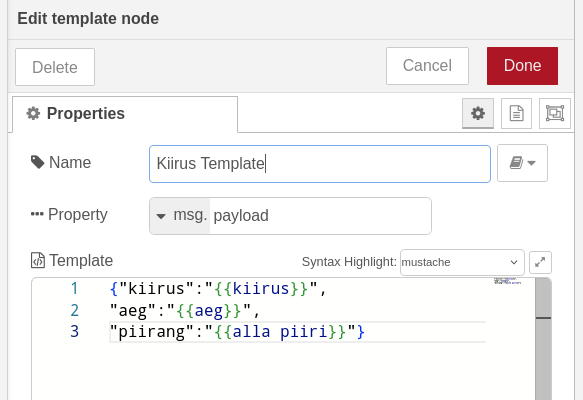 Edit template node
Delete
Cancel
Done
Properties
Name
Kiirus Template
Property
msg. payload
Template
Syntax Highlight: mustache
1 {"kiirus":"{{kiirus}}",
2 "aeg":"{{aeg}}",
3 "piirang":"{{alla piiri}}"}